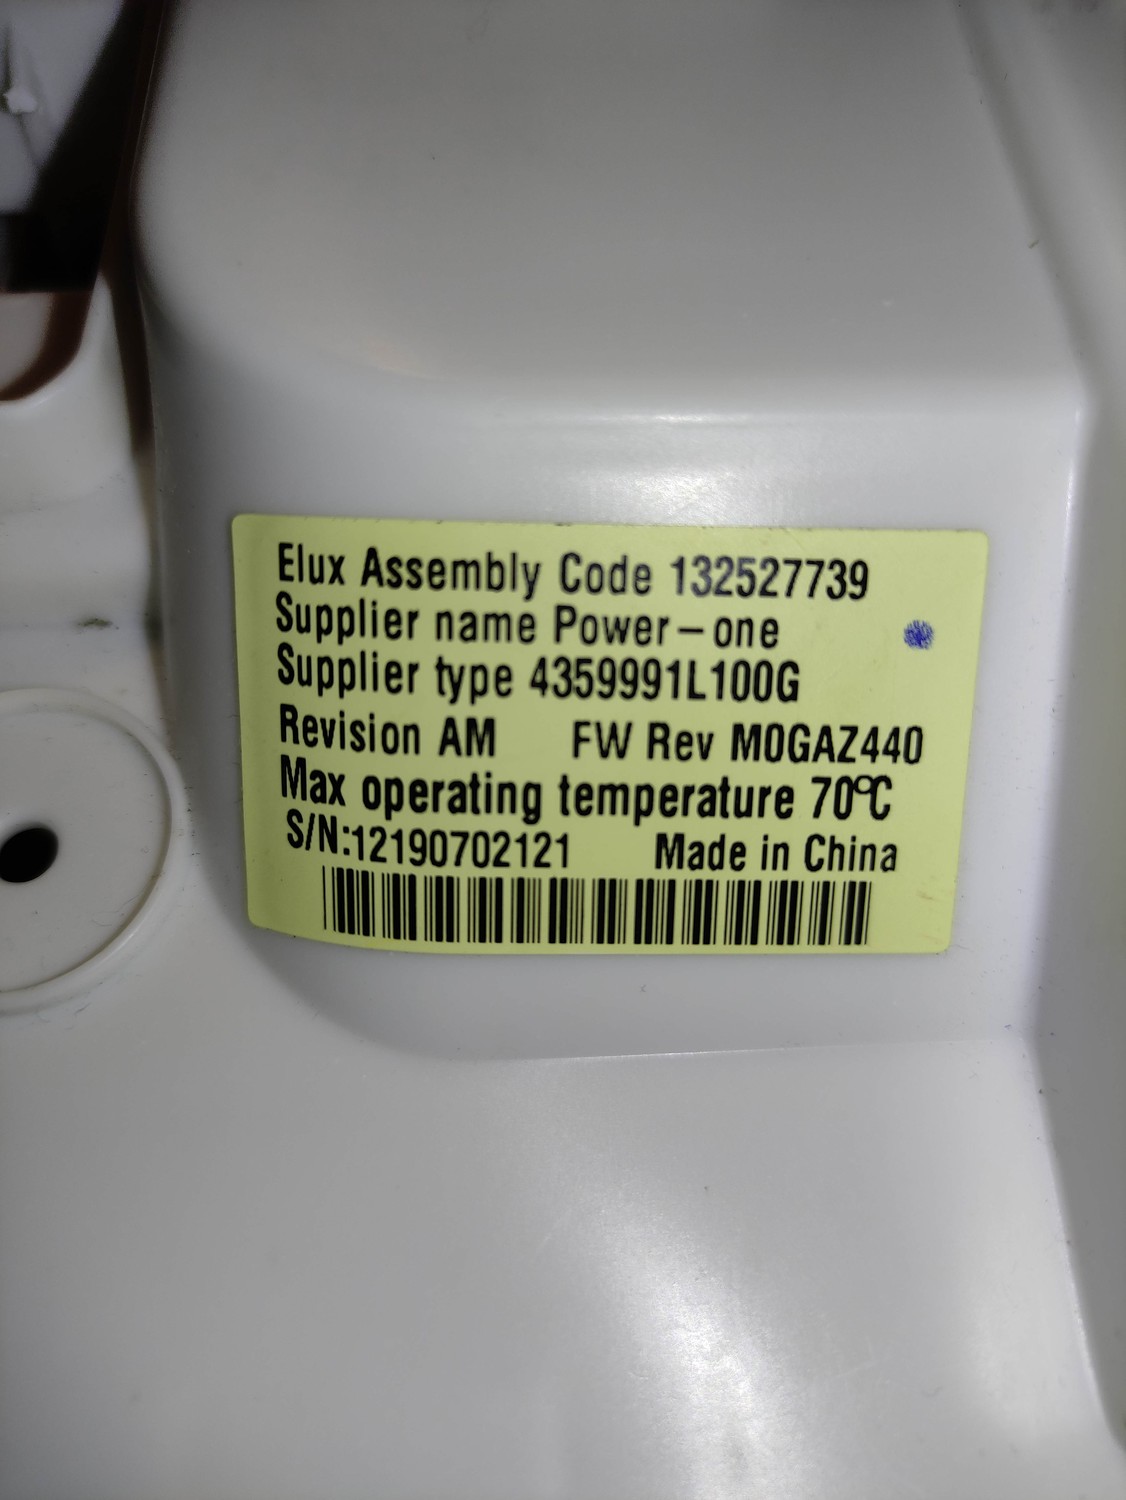 Elux Assembly Code 132527739
Supplier name Power-one
Supplier type 4359991L100G
Revision AM FW Rev M0GAZ440
Max operating temperature 70°C
S/N:12190702121 Made in China